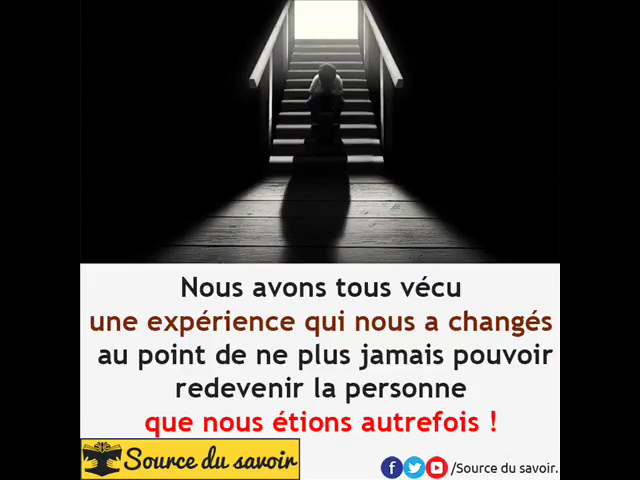 Nous avons tous vécu
une expérience qui nous a changés
au point de ne plus jamais pouvoir
redevenir la personne
que nous étions autrefois !
Source du savoir
/Source du savoir.